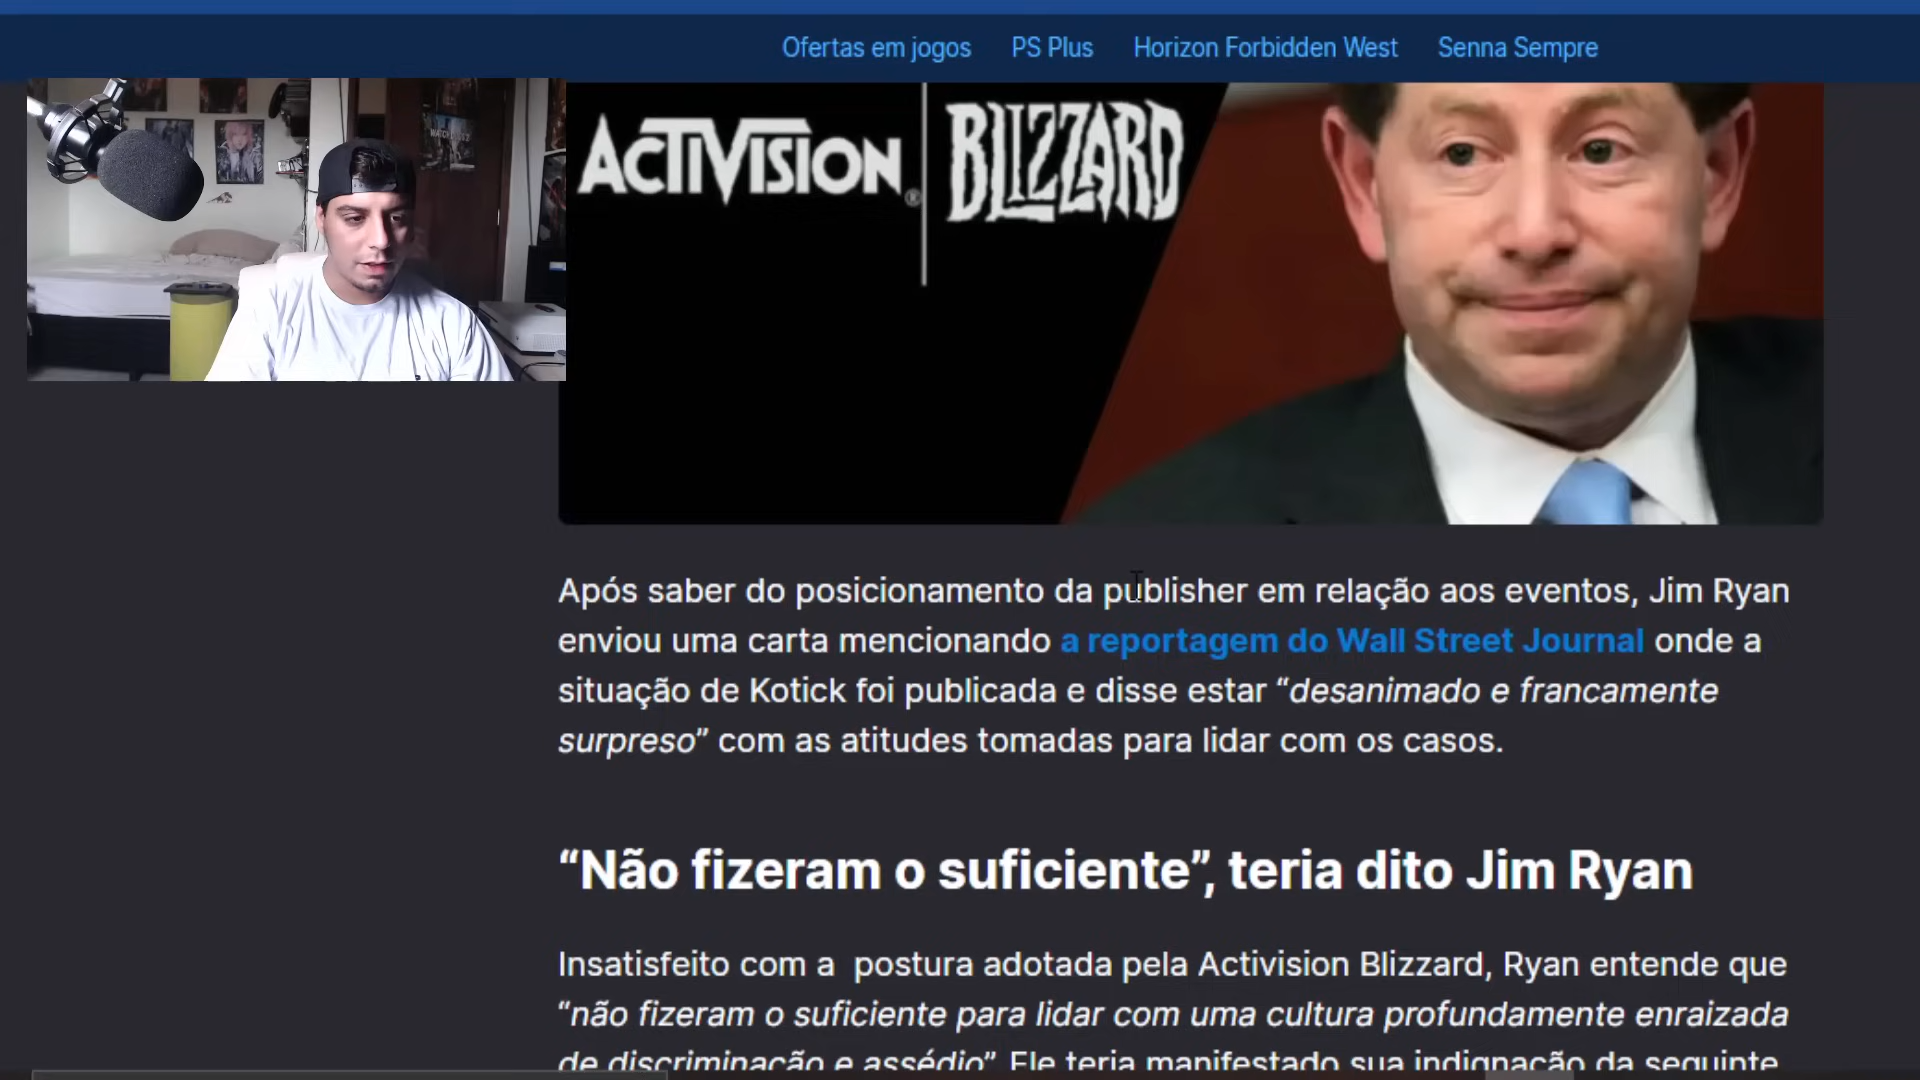 Ofertas em jogos PS Plus Horizon Forbidden West Senna Sempre
ACTIVISION® BLIZZARD
Após saber do posicionamento da publisher em relação aos eventos, Jim Ryan
enviou uma carta mencionando a reportagem do Wall Street Journal onde a
situação de Kotick foi publicada e disse estar “desanimado e francamente
surpreso” com as atitudes tomadas para lidar com os casos.
“Não fizeram o suficiente”, teria dito Jim Ryan
Insatisfeito com a postura adotada pela Activision Blizzard, Ryan entende que
“não fizeram o suficiente para lidar com uma cultura profundamente enraizada
de discriminação e assédio”. Ele teria manifestado sua indignação da seguinte